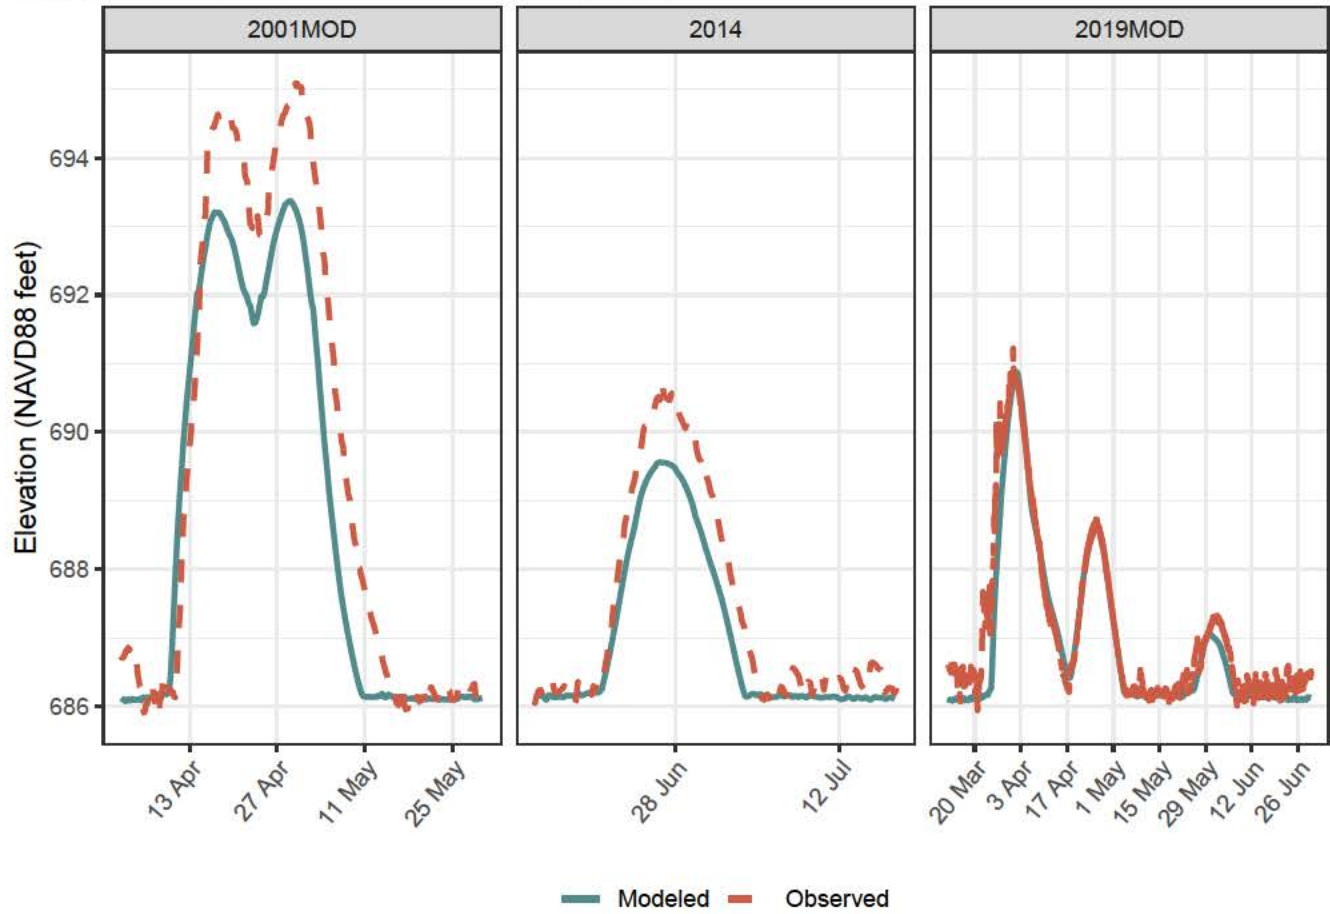 2001MOD 2014 2019MOD
Elevation (NAVD88 feet)
694
692
690
688
686
13 Apr 27 Apr 11 May 25 May 28 Jun 12 Jul 20 Mar 3 Apr 17 Apr 1 May 15 May 29 May 12 Jun 26 Jun
Modeled Observed